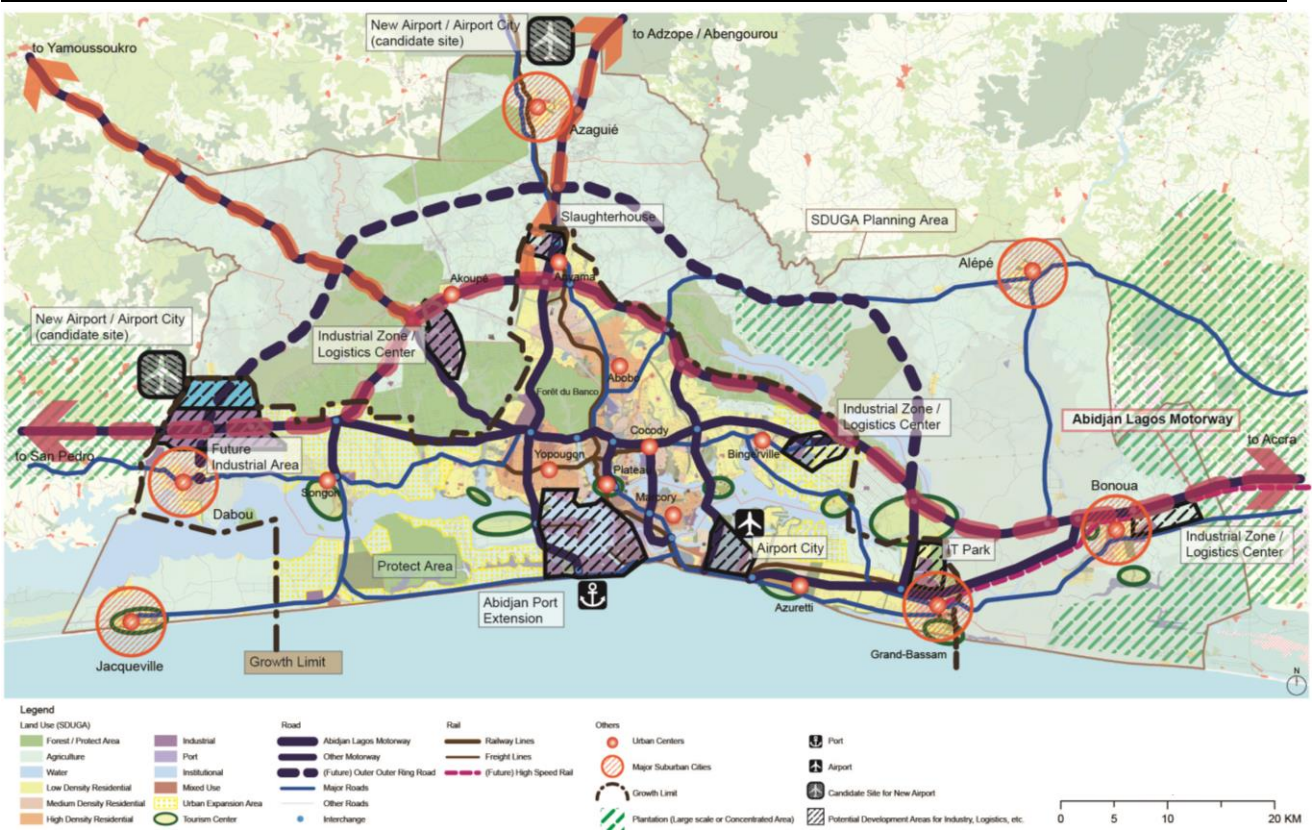 New Airport / Airport City
(candidate site)
to Adzope / Abengourou
to Yamoussoukro
Azaguié
Slaughterhouse
SDUGA Planning Area
Alépé
Anyama
Akoupé
New Airport / Airport City
(candidate site)
Industrial Zone /
Logistics Center
Abobo
Forêt du Banco
Industrial Zone /
Logistics Center
Abidjan Lagos Motorway
Cocody
to Accra
Future
Industrial Area
to San Pedro
Yopougon
Bingerville
Plateau
Songon
Bonoua
Marcory
Dabou
Airport City
IT Park
Industrial Zone /
Logistics Center
Protect Area
Abidjan Port
Extension
Azuretti
Grand-Bassam
Jacqueville
Growth Limit
N
Legend
Land Use (SDUGA)
Forest / Protect Area
Agriculture
Water
Low Density Residential
Medium Density Residential
High Density Residential
Industrial
Port
Institutional
Mixed Use
Urban Expansion Area
Tourism Center
Road
Abidjan Lagos Motorway
Other Motorway
(Future) Outer Outer Ring Road
Major Roads
Other Roads
Interchange
Rail
Railway Lines
Freight Lines
(Future) High Speed Rail
Others
Urban Centers
Major Suburban Cities
Growth Limit
Plantation (Large scale or Concentrated Area)
Port
Airport
Candidate Site for New Airport
Potential Development Areas for Industry, Logistics, etc.
0 5 10 20 KM